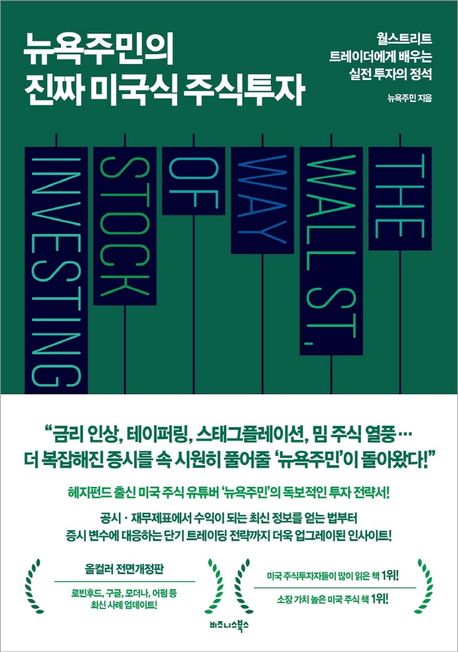 뉴욕주민의
진짜 미국식 주식투자
월스트리트
트레이더에게 배우는
실전 투자의 정석
뉴욕주민 지음
THE
WALL ST.
WAY
OF
STOCK
INVESTING
“금리 인상, 테이퍼링, 스태그플레이션, 밈 주식 열풍…
더 복잡해진 증시를 속 시원히 풀어줄 ‘뉴욕주민’이 돌아왔다!”
헤지펀드 출신 미국 주식 유튜버 ‘뉴욕주민’의 독보적인 투자 전략서!
공시 · 재무제표에서 수익이 되는 최신 정보를 얻는 법부터
증시 변수에 대응하는 단기 트레이딩 전략까지 더욱 업그레이된 인사이트!
올컬러 전면개정판
로빈후드, 구글, 모더나, 어펌 등
최신 사례 업데이트!
미국 주식투자자들이 많이 읽은 책 1위!
소장 가치 높은 미국 주식 책 1위!
비즈니스북스